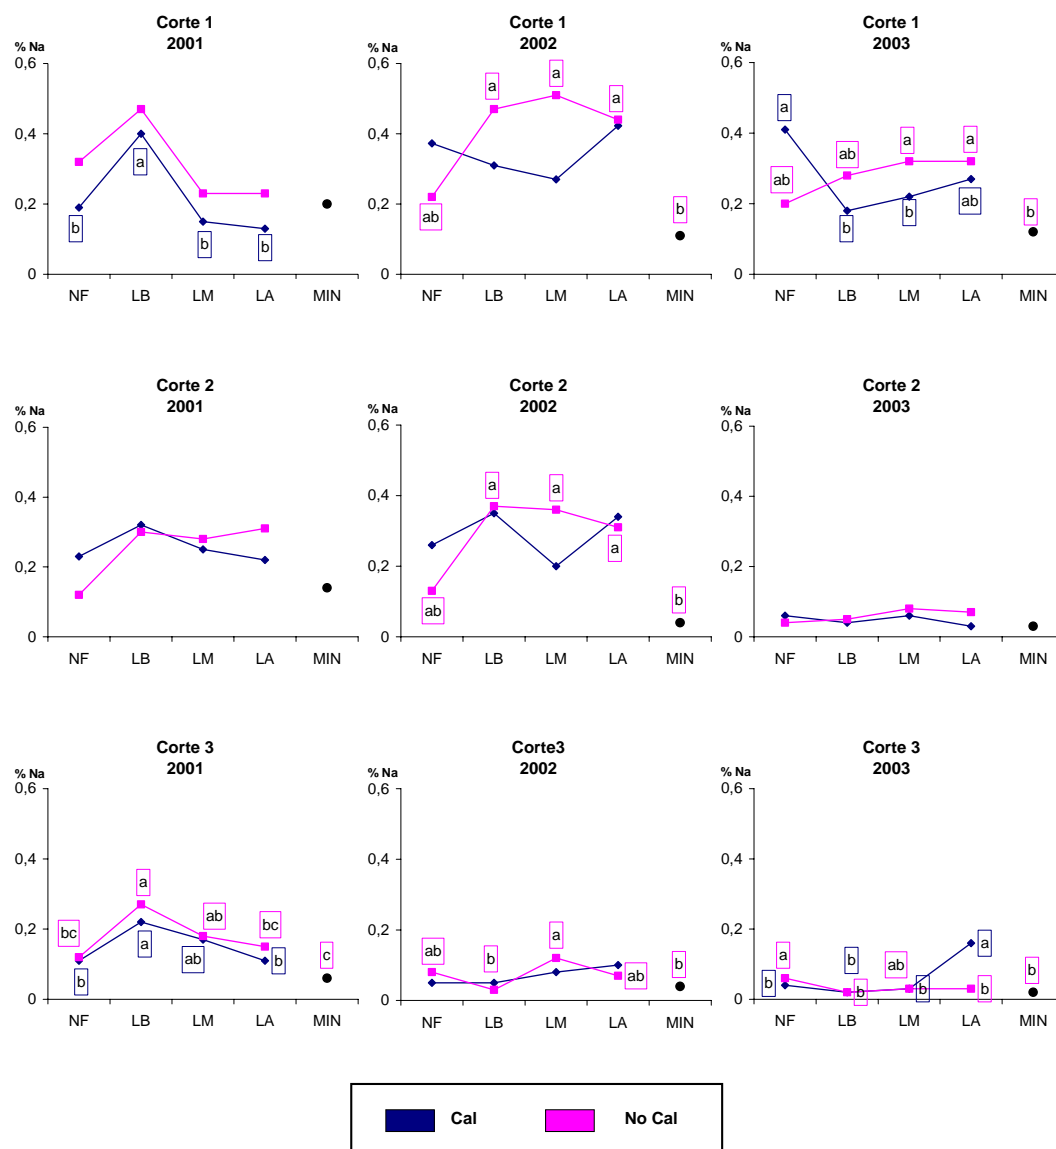 Corte 1
2001
% Na
0,6
0,4
0,2
0
a
b
b
b
NF LB LM LA MIN
Corte 1
2002
% Na
0,6
0,4
0,2
0
a
a
a
ab
b
NF LB LM LA MIN
Corte 1
2003
% Na
0,6
0,4
0,2
0
a
ab
ab
a
a
b
b
ab
b
NF LB LM LA MIN
Corte 2
2001
% Na
0,6
0,4
0,2
0
NF LB LM LA MIN
Corte 2
2002
% Na
0,6
0,4
0,2
0
a
a
a
ab
b
NF LB LM LA MIN
Corte 2
2003
% Na
0,6
0,4
0,2
0
NF LB LM LA MIN
Corte 3
2001
% Na
0,6
0,4
0,2
0
bc
a
ab
bc
c
b
a
ab
b
NF LB LM LA MIN
Corte3
2002
% Na
0,6
0,4
0,2
0
ab
b
a
ab
b
NF LB LM LA MIN
Corte 3
2003
% Na
0,6
0,4
0,2
0
a
b
ab
a
b
b
b
b
b
NF LB LM LA MIN
Cal
No Cal